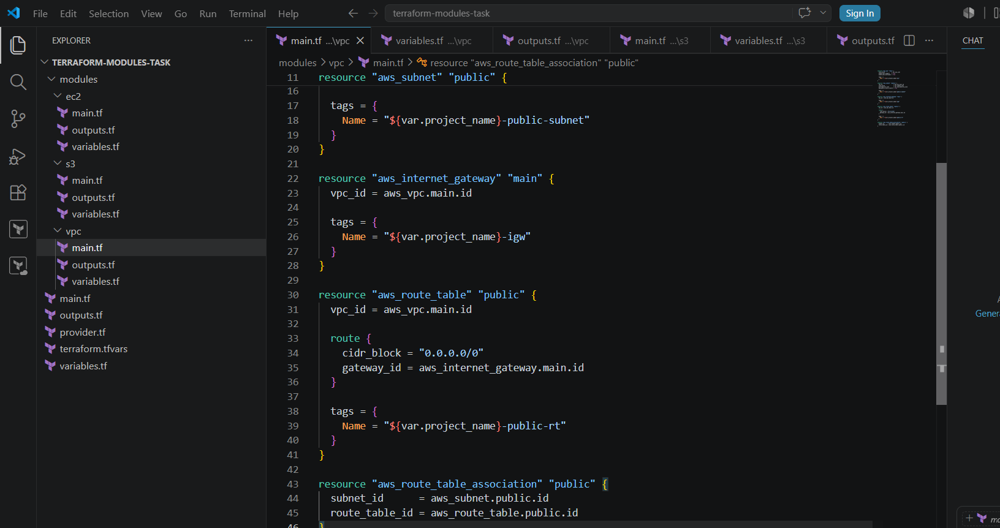 File Edit Selection View Go Run Terminal Help
terraform-modules-task
Sign In
EXPLORER
TERRAFORM-MODULES-TASK
modules
ec2
main.tf
outputs.tf
variables.tf
s3
main.tf
outputs.tf
variables.tf
vpc
main.tf
outputs.tf
variables.tf
main.tf
outputs.tf
provider.tf
terraform.tfvars
variables.tf
main.tf ...\vpc
variables.tf ...\vpc
outputs.tf ...\vpc
main.tf ...\s3
variables.tf ...\s3
outputs.tf
modules > vpc > main.tf > resource "aws_route_table_association" "public"
11 resource "aws_subnet" "public" {
16
17 tags = {
18 Name = "${var.project_name}-public-subnet"
19 }
20 }
21
22 resource "aws_internet_gateway" "main" {
23 vpc_id = aws_vpc.main.id
24
25 tags = {
26 Name = "${var.project_name}-igw"
27 }
28 }
29
30 resource "aws_route_table" "public" {
31 vpc_id = aws_vpc.main.id
32
33 route {
34 cidr_block = "0.0.0.0/0"
35 gateway_id = aws_internet_gateway.main.id
36 }
37
38 tags = {
39 Name = "${var.project_name}-public-rt"
40 }
41 }
42
43 resource "aws_route_table_association" "public" {
44 subnet_id = aws_subnet.public.id
45 route_table_id = aws_route_table.public.id
46 }
CHAT